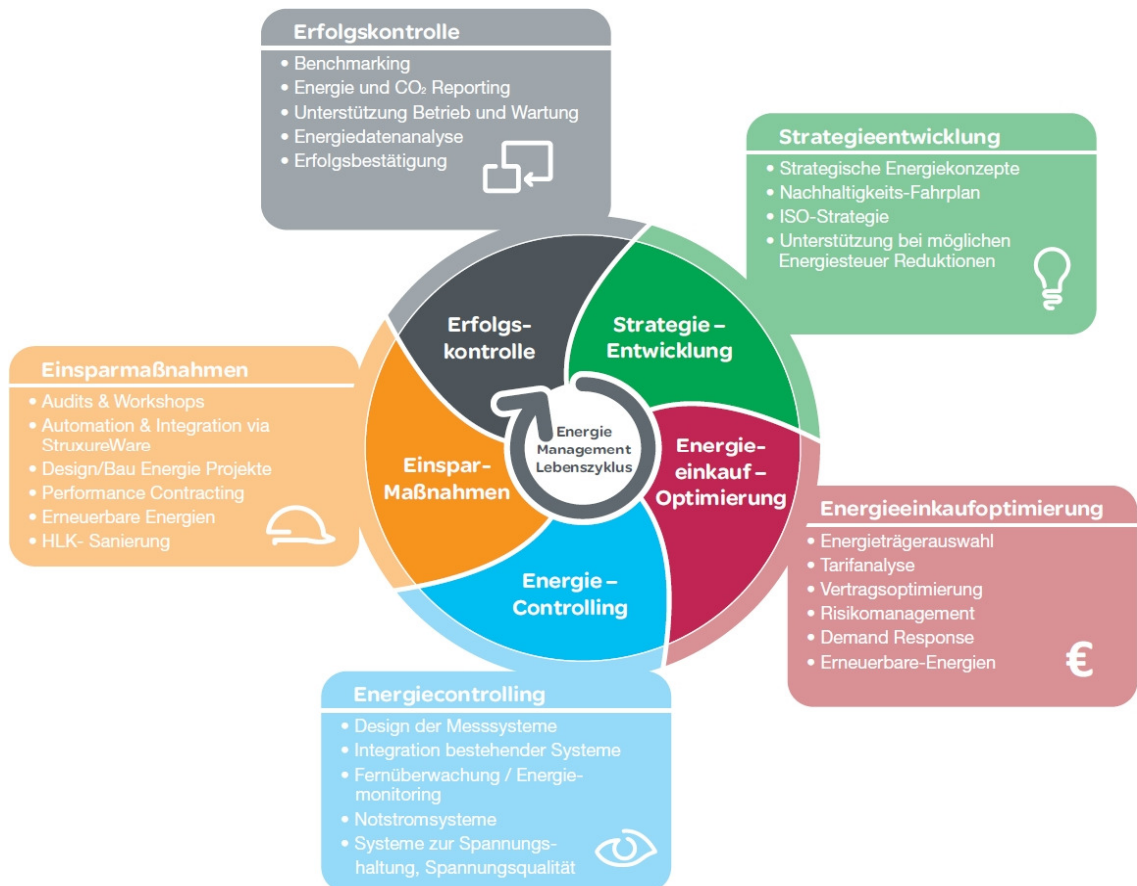 Erfolgskontrolle
• Benchmarking
• Energie und CO₂ Reporting
• Unterstützung Betrieb und Wartung
• Energiedatenanalyse
• Erfolgsbestätigung
Strategieentwicklung
• Strategische Energiekonzepte
• Nachhaltigkeits-Fahrplan
• ISO-Strategie
• Unterstützung bei möglichen
Energiesteuer Reduktionen
Erfolgs-
kontrolle
Strategie –
Entwicklung
Einsparmaßnahmen
• Audits & Workshops
• Automation & Integration via
StruxureWare
• Design/Bau Energie Projekte
• Performance Contracting
• Erneuerbare Energien
• HLK- Sanierung
Einspar-
Maßnahmen
Energie
Management
Lebenszyklus
Energie-
einkauf –
Optimierung
Energieeinkaufoptimierung
• Energieträgerauswahl
• Tarifanalyse
• Vertragsoptimierung
• Risikomanagement
• Demand Response
• Erneuerbare-Energien
€
Energie –
Controlling
Energiecontrolling
• Design der Messsysteme
• Integration bestehender Systeme
• Fernüberwachung / Energie-
monitoring
• Notstromsysteme
• Systeme zur Spannungs-
haltung, Spannungsqualität